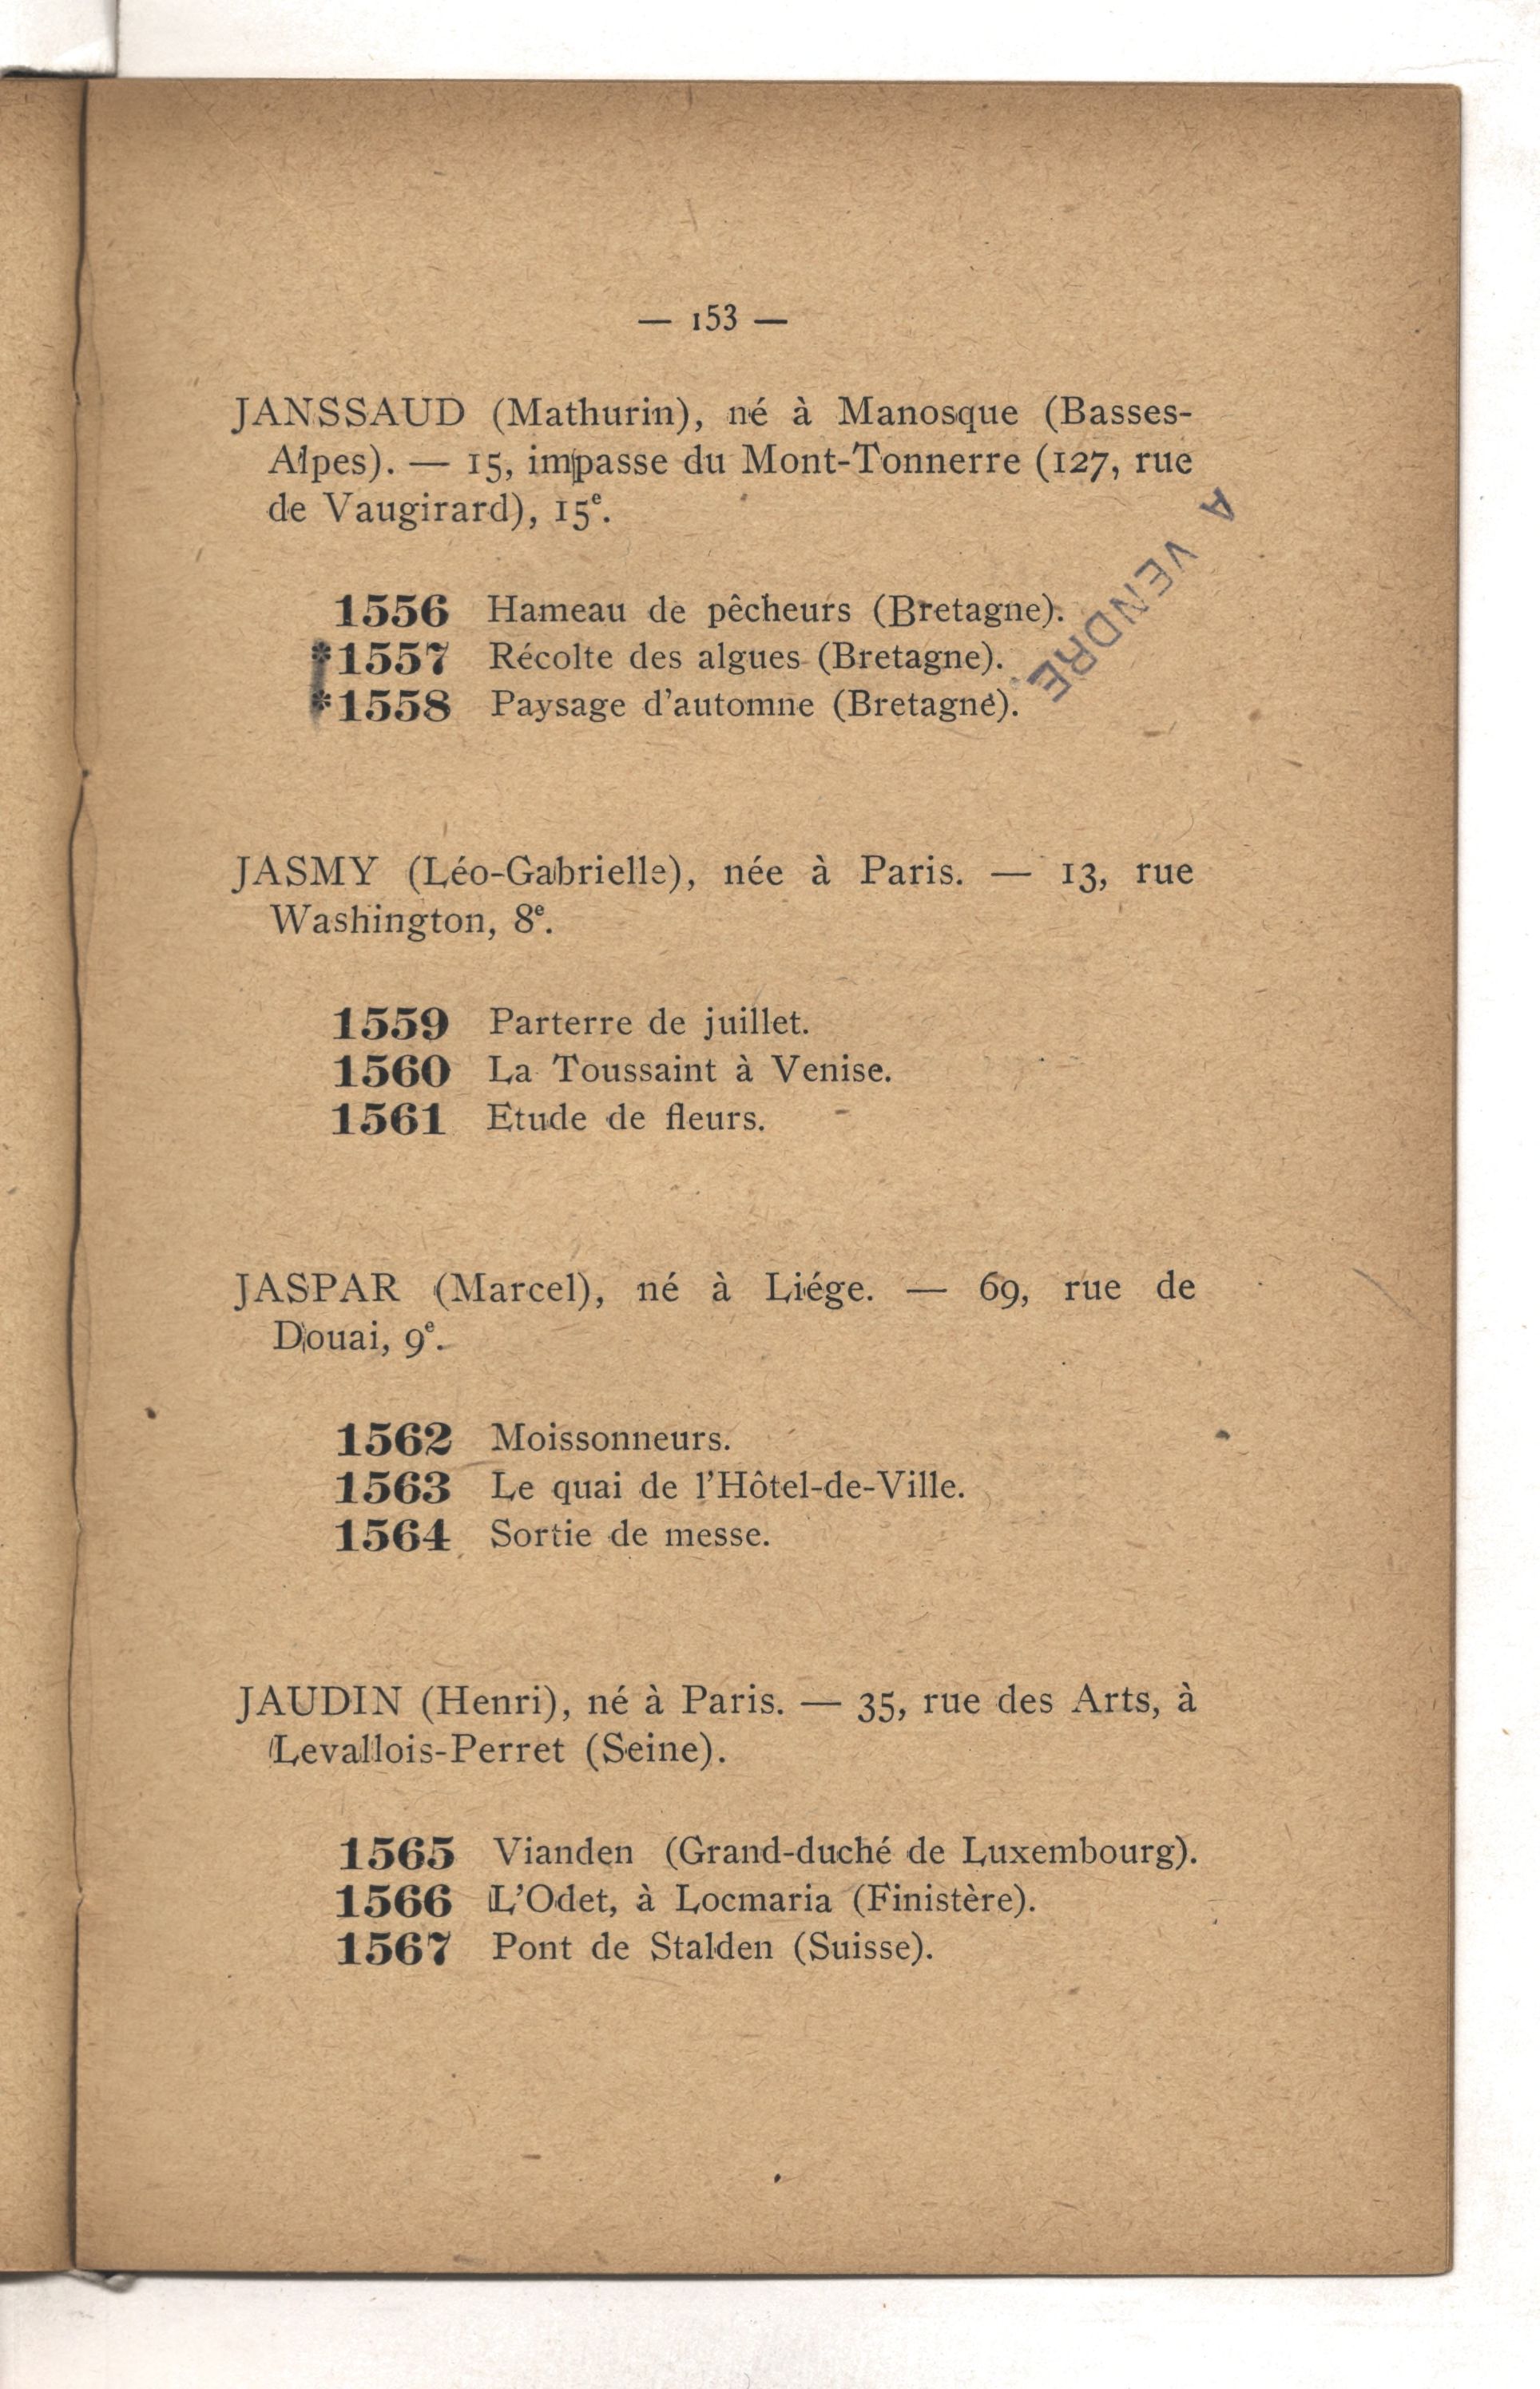 — 153 —
JANSSAUD (Mathurin), né à Manosque (Basses-
Alpes). — 15, impasse du Mont-Tonnerre (127, rue
de Vaugirard), 15e.
1556 Hameau de pêcheurs (Bretagne).
*1557 Récolte des algues (Bretagne).
*1558 Paysage d'automne (Bretagne).
A VENDRE
JASMY (Léo-Gabrielle), née à Paris. — 13, rue
Washington, 8e.
1559 Parterre de juillet.
1560 La Toussaint à Venise.
1561 Etude de fleurs.
JASPAR (Marcel), né à Liége. — 69, rue de
Douai, 9e.
1562 Moissonneurs.
1563 Le quai de l'Hôtel-de-Ville.
1564 Sortie de messe.
JAUDIN (Henri), né à Paris. — 35, rue des Arts, à
Levallois-Perret (Seine).
1565 Vianden (Grand-duché de Luxembourg).
1566 L'Odet, à Locmaria (Finistère).
1567 Pont de Stalden (Suisse).